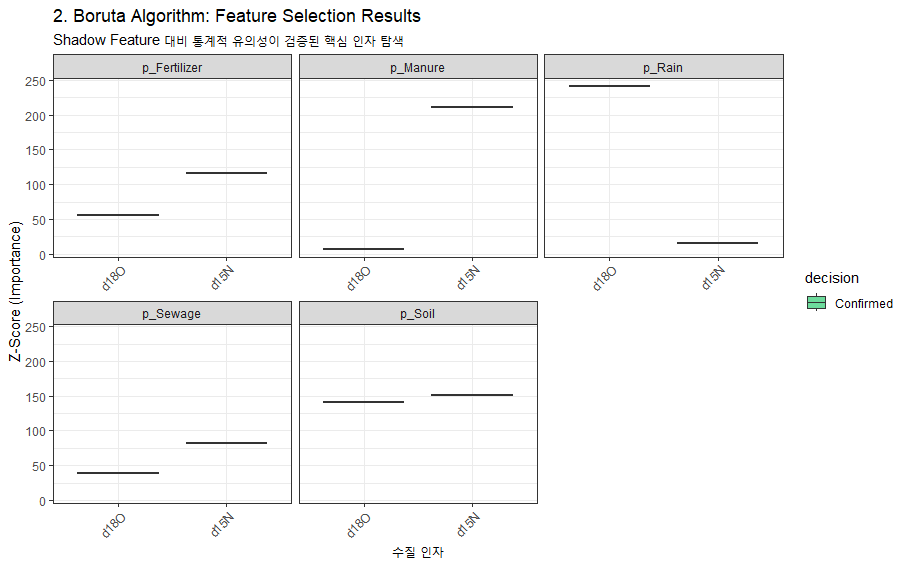 2. Boruta Algorithm: Feature Selection Results
Shadow Feature 대비 통계적 유의성이 검증된 핵심 인자 탐색
p_Fertilizer
p_Manure
p_Rain
250
200
150
100
50
0
d18O
d15N
d18O
d15N
d18O
d15N
Z-Score (Importance)
p_Sewage
p_Soil
250
200
150
100
50
0
d18O
d15N
d18O
d15N
수질 인자
decision
Confirmed